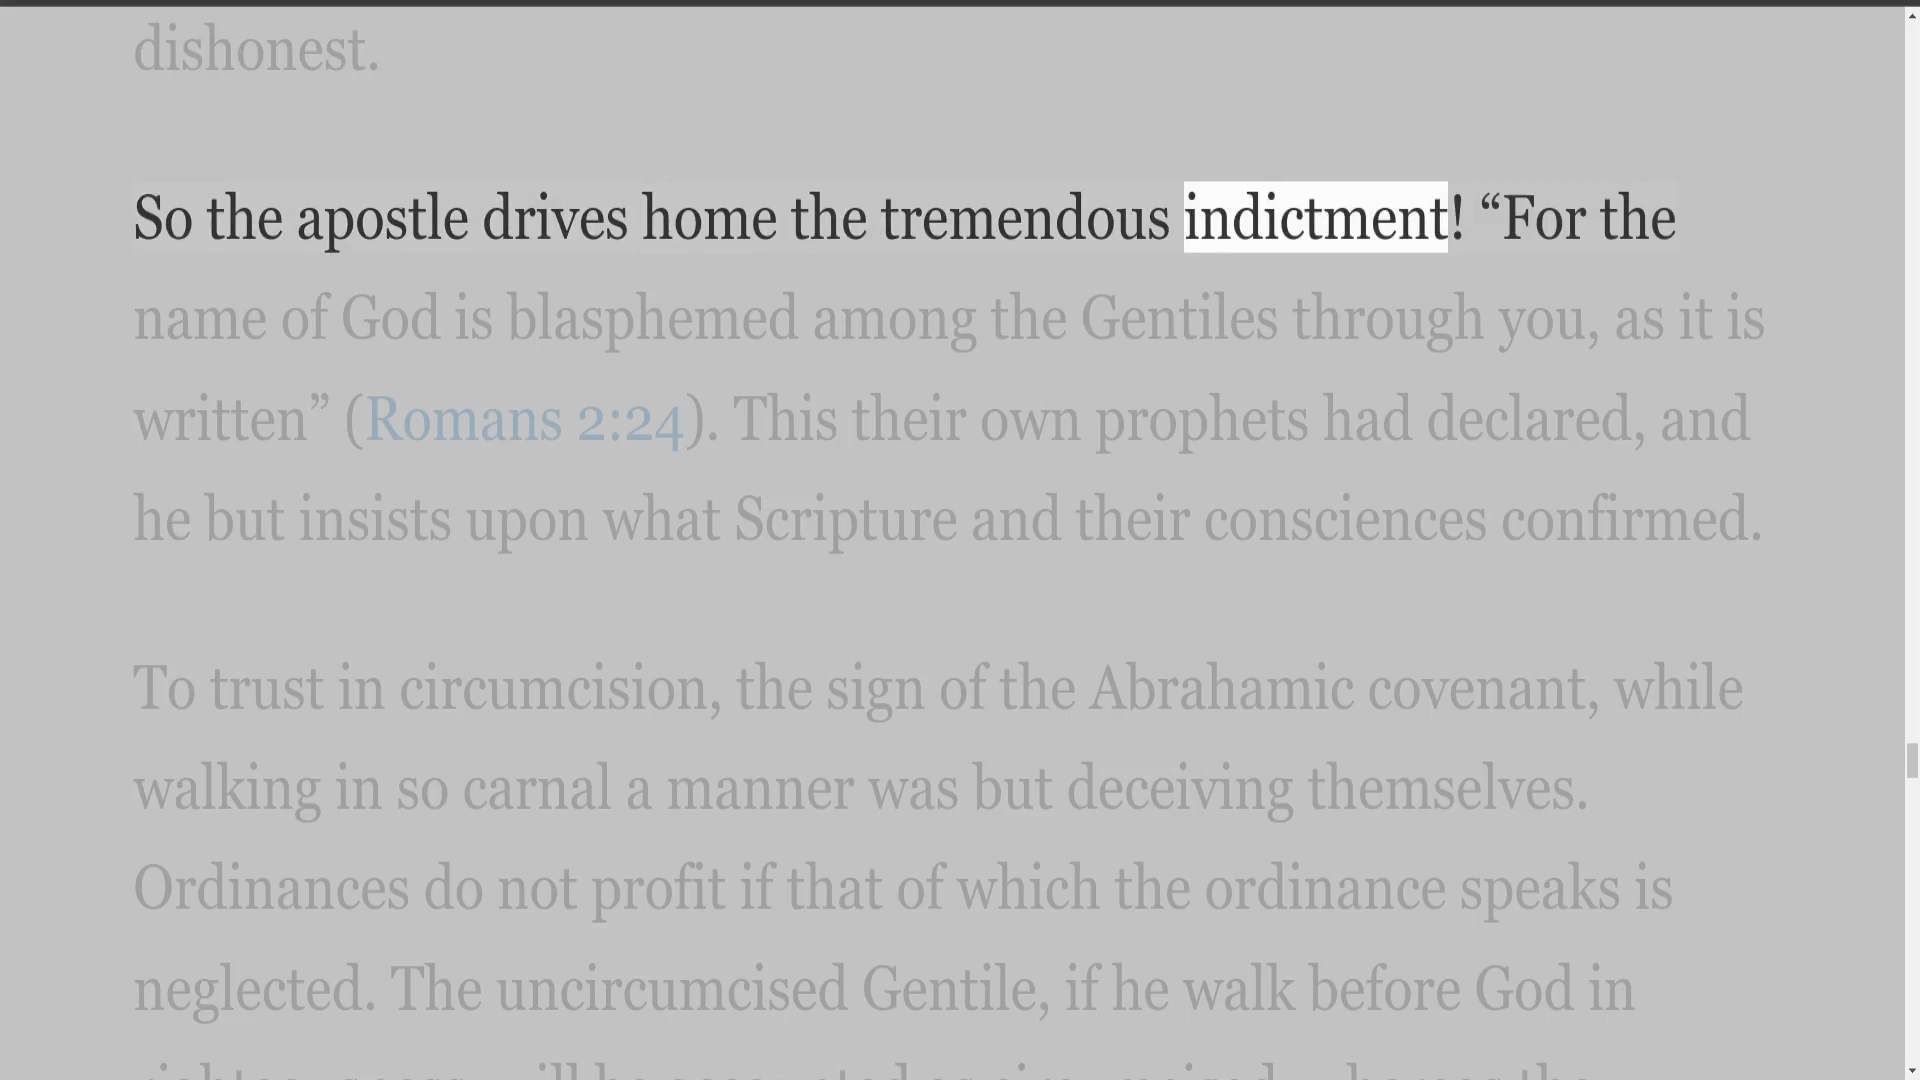 dishonest.
So the apostle drives home the tremendous indictment! “For the
name of God is blasphemed among the Gentiles through you, as it is
written” (Romans 2:24). This their own prophets had declared, and
he but insists upon what Scripture and their consciences confirmed.
To trust in circumcision, the sign of the Abrahamic covenant, while
walking in so carnal a manner was but deceiving themselves.
Ordinances do not profit if that of which the ordinance speaks is
neglected. The uncircumcised Gentile, if he walk before God in